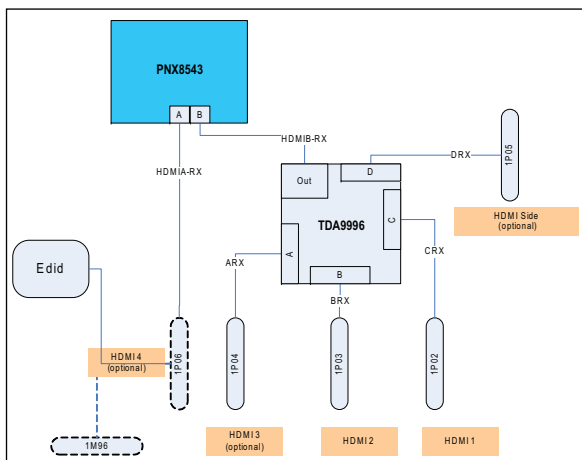 PNX8543
A B
HDMIB-RX
HDMIA-RX
DRX
1P05
Out
D
TDA9996
C
A
B
HDMI Side
(optional)
Edid
ARX
BRX
CRX
HDMI 4
(optional)
1P06
1P04
1P03
1P02
HDMI 3
(optional)
HDMI 2
HDMI 1
1M96